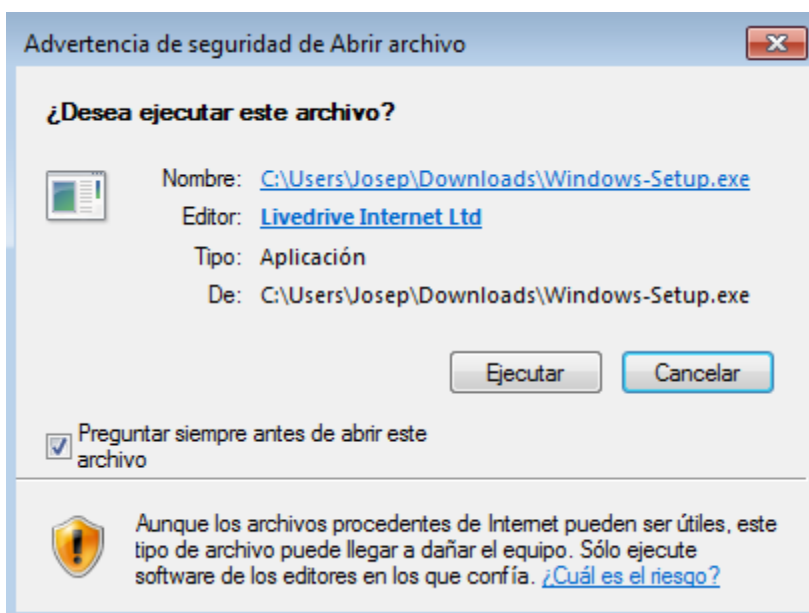 Advertencia de seguridad de Abrir archivo
¿Desea ejecutar este archivo?
Nombre: C:\Users\Josep\Downloads\Windows-Setup.exe
Editor: Livedrive Internet Ltd
Tipo: Aplicación
De: C:\Users\Josep\Downloads\Windows-Setup.exe
Ejecutar Cancelar
Preguntar siempre antes de abrir este
archivo
Aunque los archivos procedentes de Internet pueden ser útiles, este
tipo de archivo puede llegar a dañar el equipo. Sólo ejecute
software de los editores en los que confía. ¿Cuál es el riesgo?